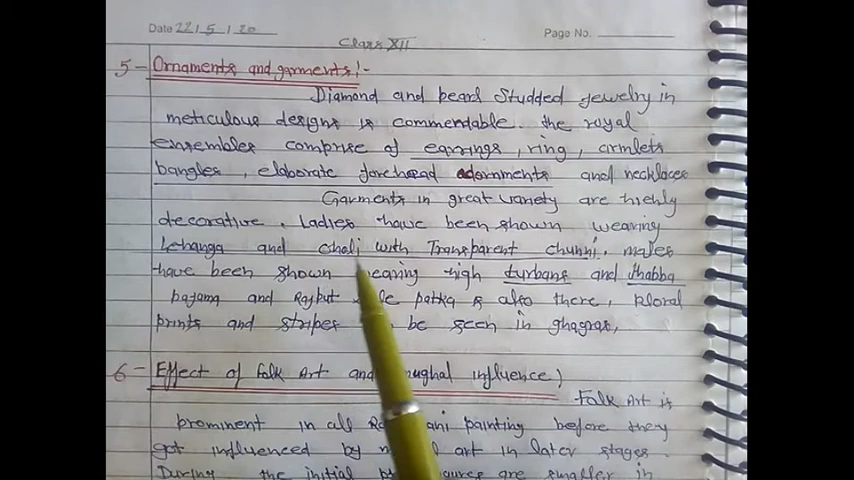 Date 22/5/20
Page No.
Class XII
5- Ornaments and garments:-
Diamond and peard Studded jewelry in
meticulous designs is commendable. the royal
ensembles comprise of earrings, ring, armlets
bangles, elaborate forehead adornments and necklaces
Garments in great variety are highly
decorative. Ladies have been shown wearing
Lehanga and choli with Transparent chunni. males
have been shown wearing high turbans and Jhabba
pajama and Rajput patka is also there, Floral
prints and stripes be seen in ghagras,
6- Effect of Folk Art and Mughal influence)
Folk Art is
prominent in all painting before they
got influenced by art in later stages.
During the initial are smaller in